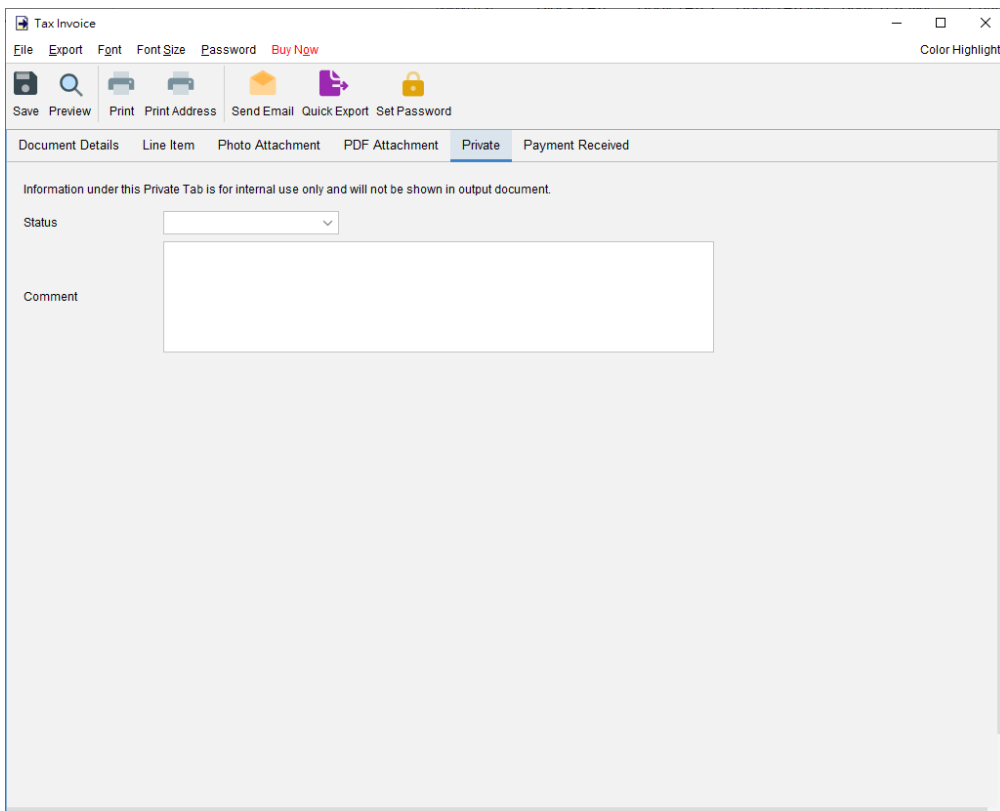 Tax Invoice
File Export Font Font Size Password Buy Now Color Highlight
Save Preview Print Print Address Send Email Quick Export Set Password
Document Details Line Item Photo Attachment PDF Attachment Private Payment Received
Information under this Private Tab is for internal use only and will not be shown in output document.
Status
Comment